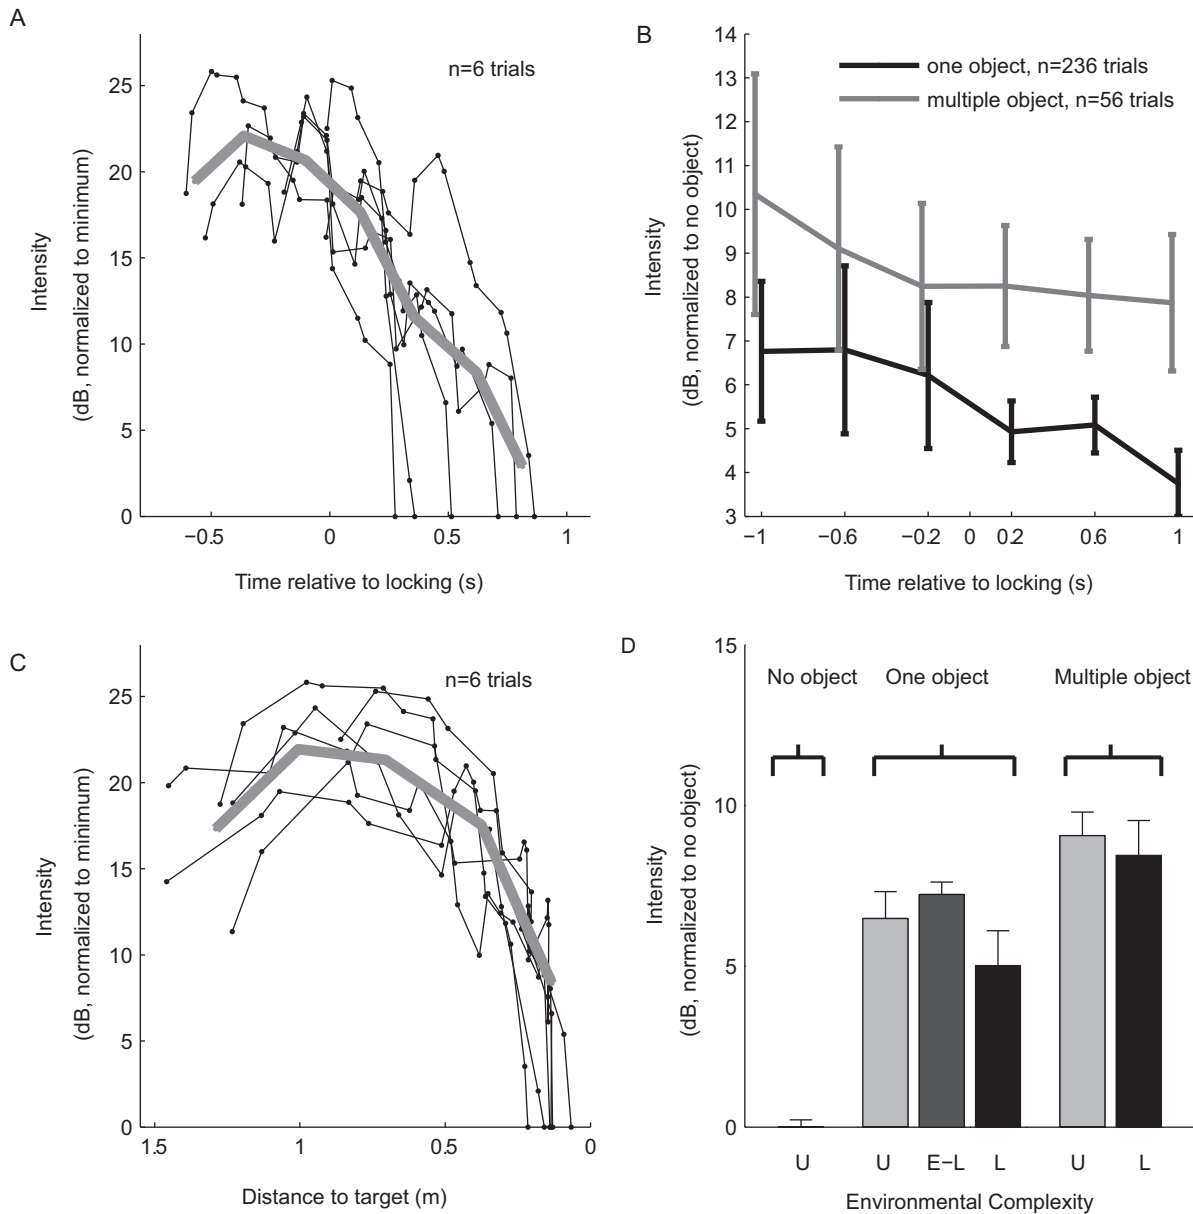 A
n=6 trials
Intensity
(dB, normalized to minimum)
25
20
15
10
5
0
−0.5
0
0.5
1
Time relative to locking (s)
B
one object, n=236 trials
multiple object, n=56 trials
Intensity
(dB, normalized to no object)
14
13
12
11
10
9
8
7
6
5
4
3
−1
−0.6
−0.2
0
0.2
0.6
1
Time relative to locking (s)
C
n=6 trials
Intensity
(dB, normalized to minimum)
25
20
15
10
5
0
1.5
1
0.5
0
Distance to target (m)
D
No object
One object
Multiple object
Intensity
(dB, normalized to no object)
15
10
5
0
U
U
E−L
L
U
L
Environmental Complexity